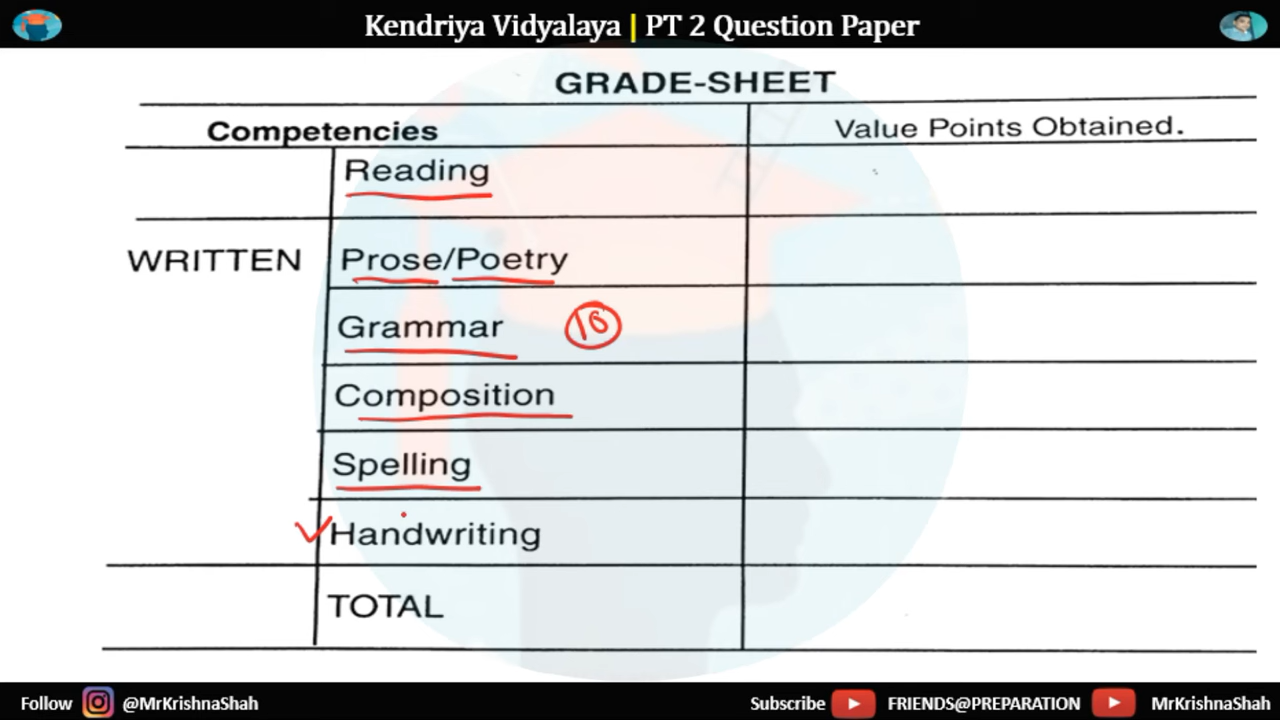 Kendriya Vidyalaya | PT 2 Question Paper
GRADE-SHEET
Competencies Value Points Obtained.
Reading
WRITTEN Prose/Poetry
Grammar 10
Composition
Spelling
Handwriting
TOTAL
Follow @MrKrishnaShah Subscribe FRIENDS@PREPARATION MrKrishnaShah